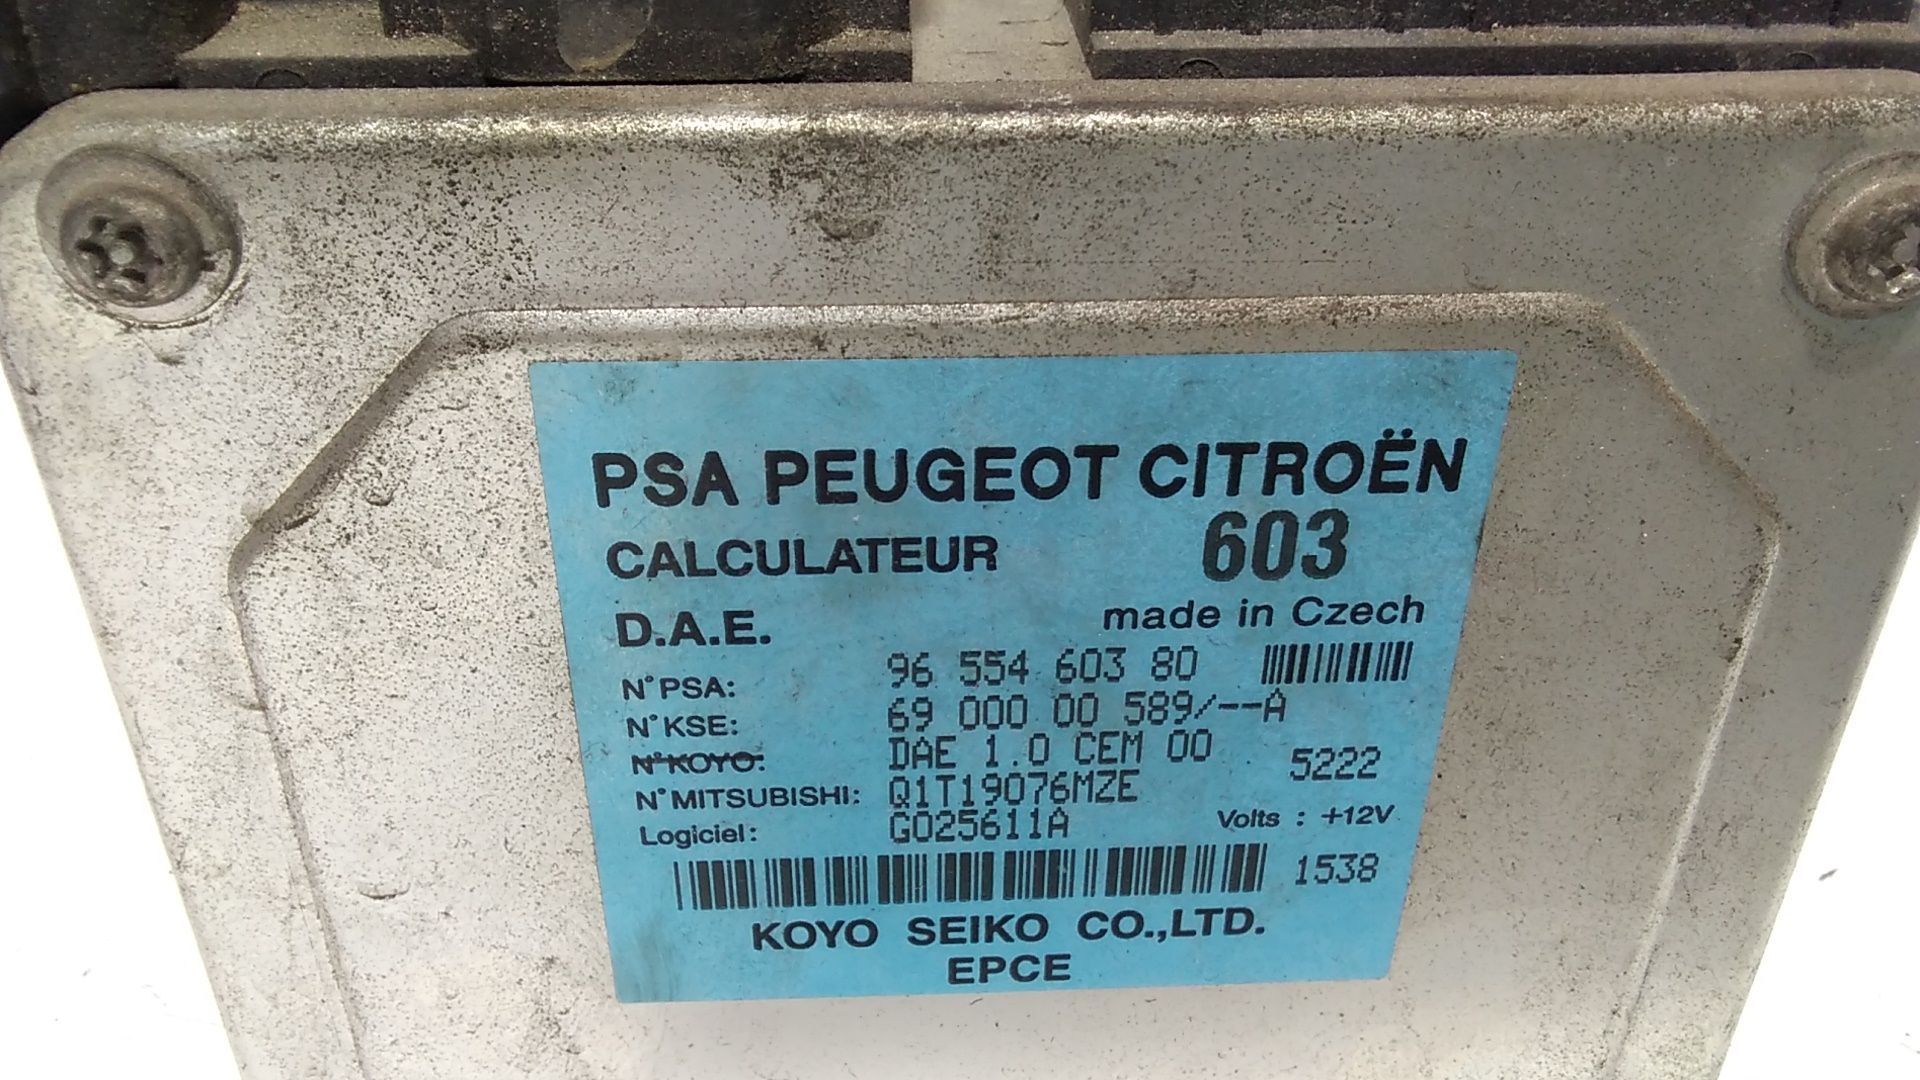 PSA PEUGEOT CITROËN
CALCULATEUR 603
D.A.E. made in Czech
N°PSA: 96 554 603 80
N°KSE: 69 000 00 589/--A
N°KOYO: DAE 1.0 CEM 00 5222
N°MITSUBISHI: Q1T19076MZE
Logiciel: G025611A Volts : +12V
1538
KOYO SEIKO CO.,LTD.
EPCE